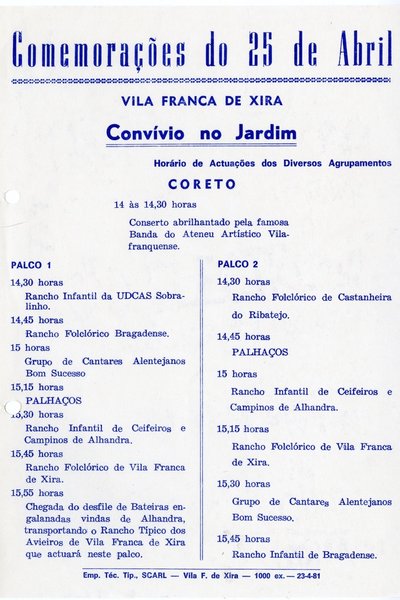 Comemorações do 25 de Abril
VILA FRANCA DE XIRA
Convívio no Jardim
Horário de Actuações dos Diversos Agrupamentos
CORETO
14 às 14,30 horas
Conserto abrilhantado pela famosa
Banda do Ateneu Artístico Vila-
franquense.
PALCO 1
14,30 horas
Rancho Infantil da UDCAS Sobra-
linho.
14,45 horas
Rancho Folclórico Bragadense.
15 horas
Grupo de Cantares Alentejanos
Bom Sucesso
15,15 horas
PALHAÇOS
15,30 horas
Rancho Infantil de Ceifeiros e
Campinos de Alhandra.
15,45 horas
Rancho Folclórico de Vila Franca
de Xira.
15,55 horas
Chegada do desfile de Bateiras en-
galanadas vindas de Alhandra,
transportando o Rancho Típico dos
Avieiros de Vila Franca de Xira
que actuará neste palco.
PALCO 2
14,30 horas
Rancho Folclórico de Castanheira
do Ribatejo.
14,45 horas
PALHAÇOS
15 horas
Rancho Infantil de Ceifeiros e
Campinos de Alhandra.
15,15 horas
Rancho Folclórico de Vila Franca
de Xira.
15,30 horas
Grupo de Cantares Alentejanos
Bom Sucesso.
15,45 horas
Rancho Infantil de Bragadense.
Emp. Téc. Tip., SCARL — Vila F. de Xira — 1000 ex. — 23-4-81